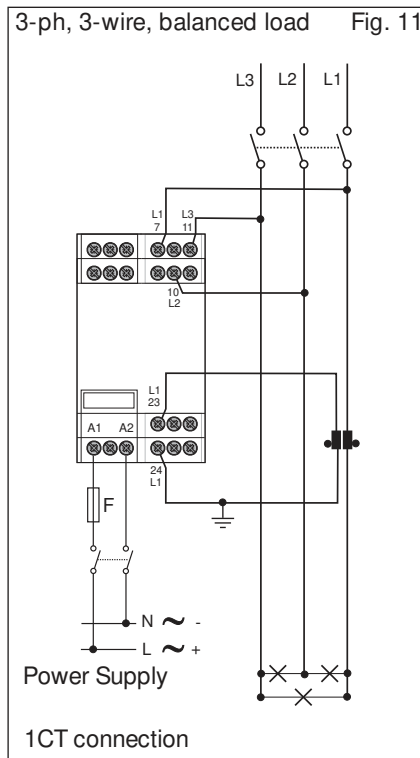 3-ph, 3-wire, balanced load Fig. 11
L3 L2 L1
L1 L3
7 11
10
L2
L1
23
A1 A2
24
L1
F
N ~ -
L ~ +
Power Supply
1CT connection